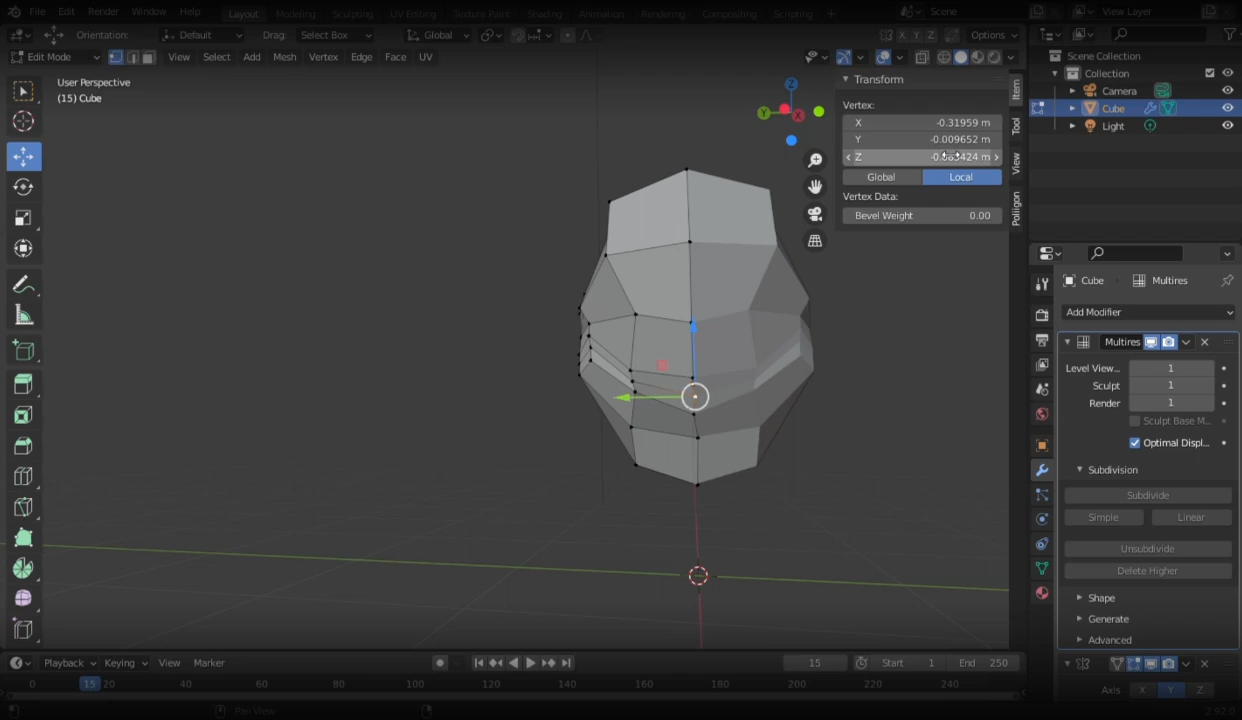 File Edit Render Window Help Layout Modeling Sculpting UV Editing Texture Paint Shading Animation Rendering Compositing Scripting + Scene View Layer
Orientation: Default Drag: Select Box Global X Y Z Options
Edit Mode View Select Add Mesh Vertex Edge Face UV
User Perspective
(15) Cube
Z
Y
X
Transform
Vertex:
X -0.31959 m
Y -0.009652 m
Z
Global Local
Vertex Data:
Bevel Weight 0.00
Item
Tool
View
Poliigon
Scene Collection
Collection
Camera
Cube
Light
Cube Multires
Add Modifier
Multires
Level View... 1
Sculpt 1
Render 1
Sculpt Base M...
Optimal Displ...
Subdivision
Subdivide
Simple Linear
Unsubdivide
Delete Higher
Shape
Generate
Advanced
Axis X Y Z
Playback Keying View Marker 15 Start 1 End 250
0 15 20 40 60 80 100 120 140 160 180 200 220 240
Pan View 2.92.0